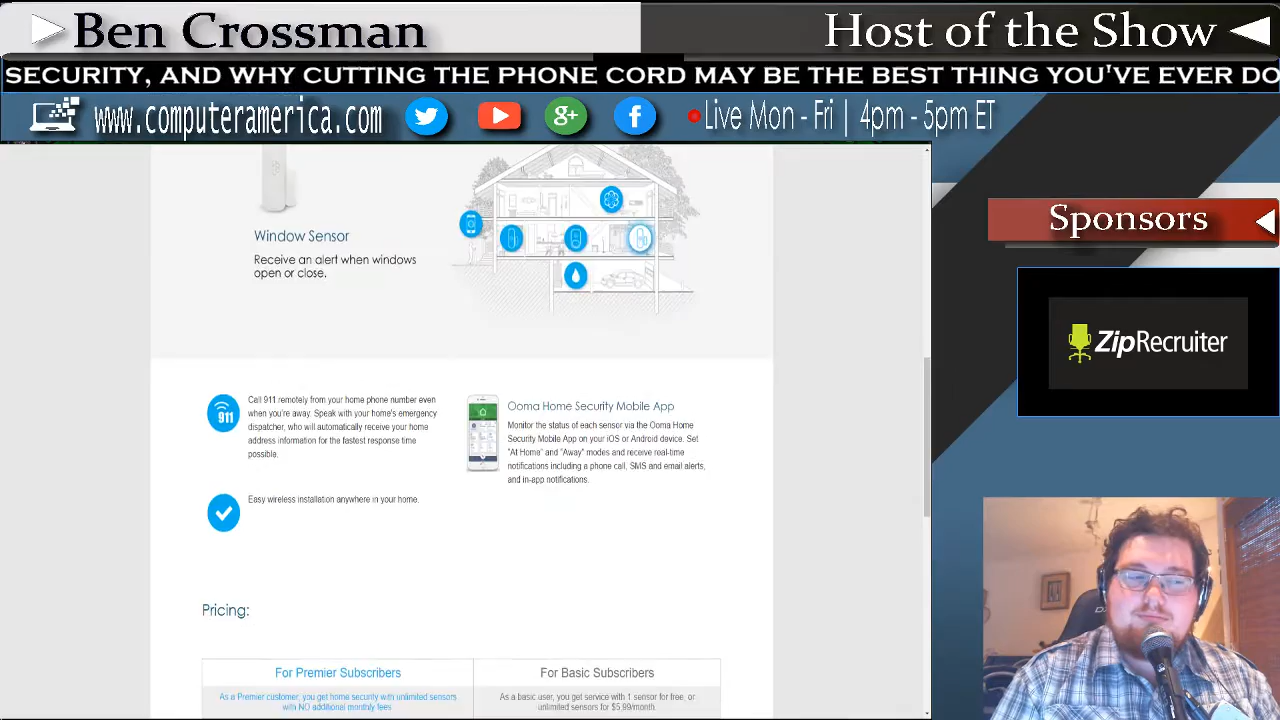 Ben Crossman
Host of the Show
SECURITY, AND WHY CUTTING THE PHONE CORD MAY BE THE BEST THING YOU'VE EVER DO
www.computeramerica.com
Live Mon - Fri | 4pm - 5pm ET
Sponsors
ZipRecruiter
Window Sensor
Receive an alert when windows
open or close.
911
Call 911 remotely from your home phone number even
when you're away. Speak with your home's emergency
dispatcher, who will automatically receive your home
address information for the fastest response time
possible.
Easy wireless installation anywhere in your home.
Ooma Home Security Mobile App
Monitor the status of each sensor via the Ooma Home
Security Mobile App on your iOS or Android device. Set
"At Home" and "Away" modes and receive real-time
notifications including a phone call, SMS and email alerts,
and in-app notifications.
Pricing:
For Premier Subscribers
As a Premier customer, you get home security with unlimited sensors
with NO additional monthly fees
For Basic Subscribers
As a basic user, you get service with 1 sensor for free, or
unlimited sensors for $5.99/month.